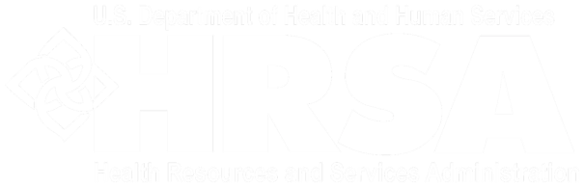 U.S. Department of Health and Human Services
HRSA
Health Resources and Services Administration